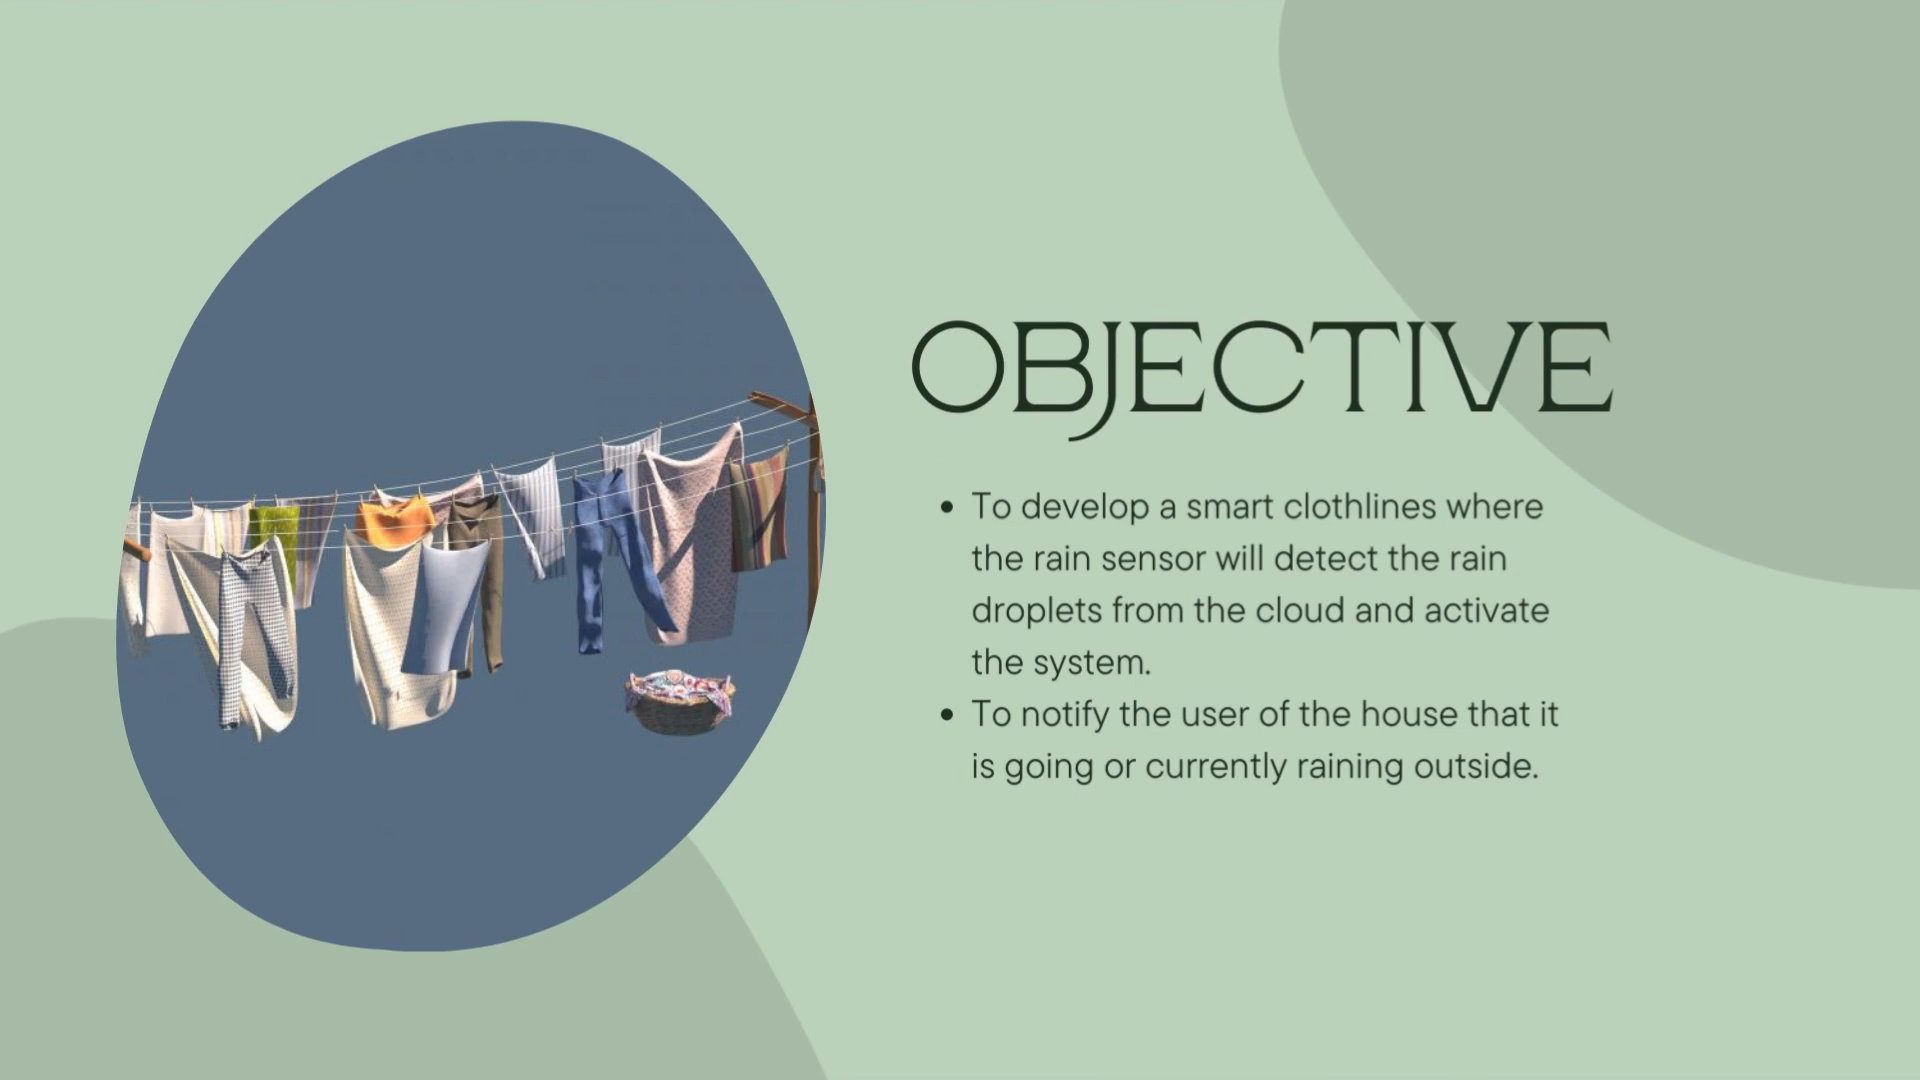 OBJECTIVE
• To develop a smart clothlines where
the rain sensor will detect the rain
droplets from the cloud and activate
the system.
• To notify the user of the house that it
is going or currently raining outside.